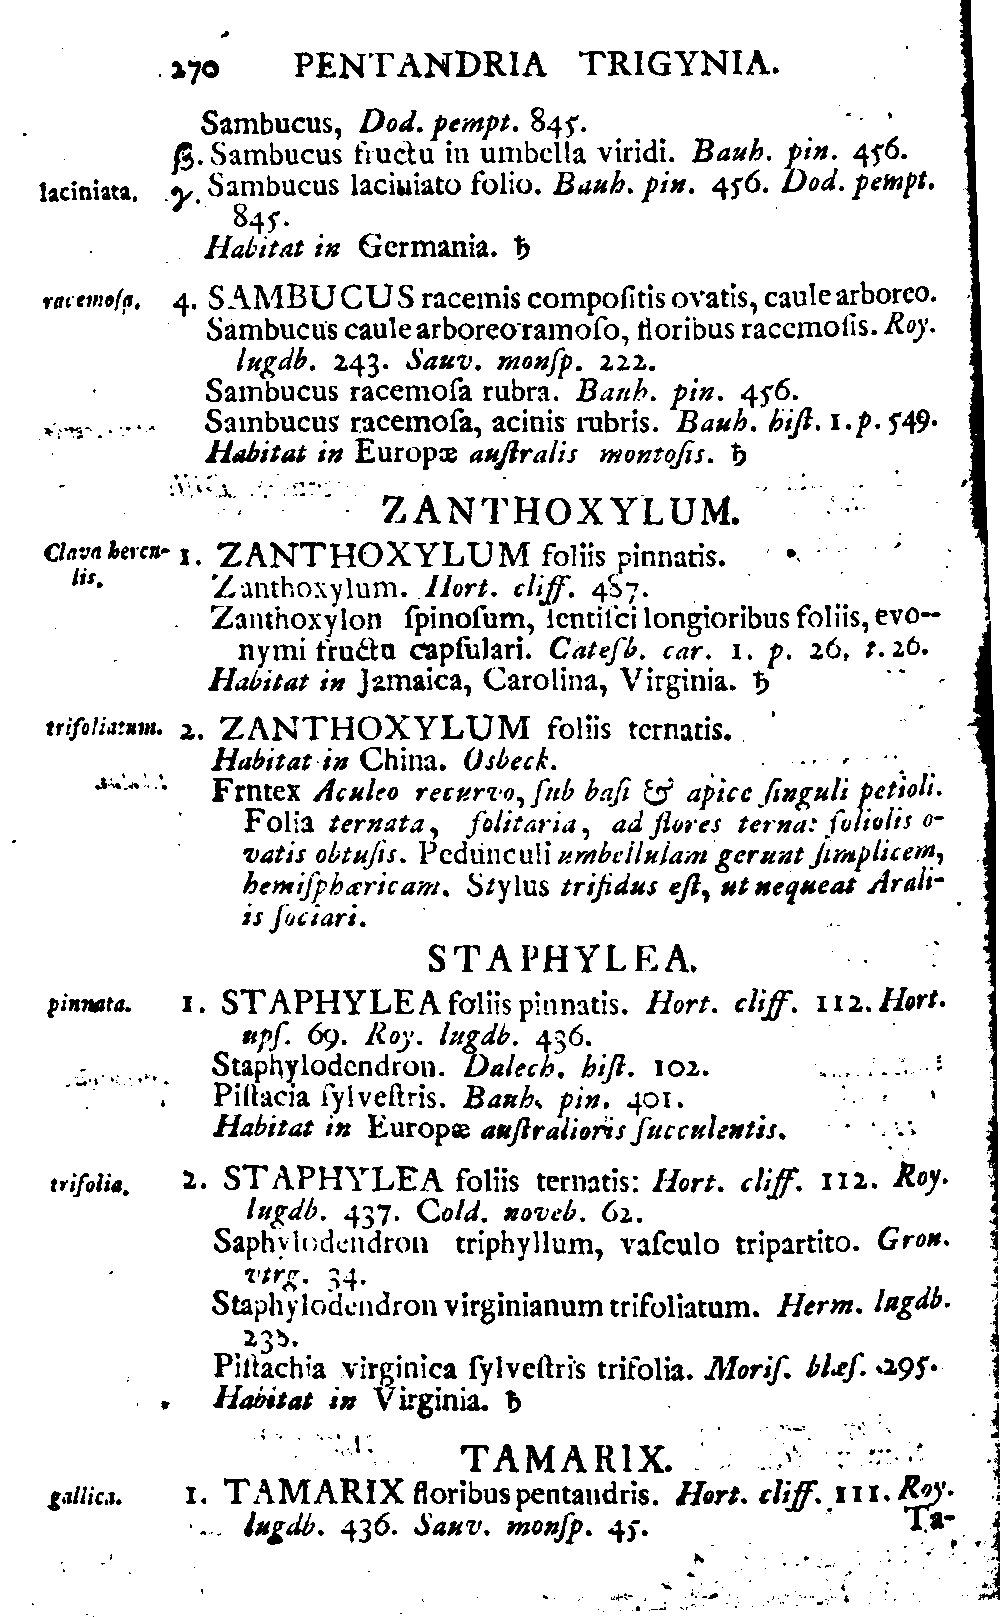 270 PENTANDRIA TRIGYNIA.
Sambucus, Dod. pempt. 845.
β. Sambucus fructu in umbella viridi. Bauh. pin. 456.
laciniata. γ. Sambucus laciniato folio. Bauh. pin. 456. Dod. pempt.
845.
Habitat in Germania. ♄
racemoſa. 4. SAMBUCUS racemis compoſitis ovatis, caule arboreo.
Sambucus caule arboreo ramoſo, floribus racemoſis. Roy.
lugdb. 243. Sauv. monſp. 222.
Sambucus racemoſa rubra. Bauh. pin. 456.
Sambucus racemoſa, acinis rubris. Bauh. hiſt. 1. p. 549.
Habitat in Europæ auſtralis montoſis. ♄
ZANTHOXYLUM.
Clava hercu- 1. ZANTHOXYLUM foliis pinnatis.
lis. Zanthoxylum. Hort. cliff. 487.
Zanthoxylon ſpinoſum, lentiſci longioribus foliis, evo-
nymi fructu capſulari. Cateſb. car. 1. p. 26. t. 26.
Habitat in Jamaica, Carolina, Virginia. ♄
trifoliatum. 2. ZANTHOXYLUM foliis ternatis.
Habitat in China. Osbeck.
Frutex Aculeo recurvo, ſub baſi & apice ſinguli petioli.
Folia ternata, ſolitaria, ad flores terna: foliolis o-
vatis obtuſis. Pedunculi umbellulam gerunt ſimplicem,
hemiſphæricam. Stylus trifidus eſt, ut nequeat Arali-
is ſociari.
STAPHYLEA.
pinnata. 1. STAPHYLEA foliis pinnatis. Hort. cliff. 112. Hort.
upſ. 69. Roy. lugdb. 436.
Staphylodendron. Dalech. hiſt. 102.
Piſtacia ſylveſtris. Bauh. pin. 401.
Habitat in Europæ auſtralioris ſucculentis.
trifolia. 2. STAPHYLEA foliis ternatis: Hort. cliff. 112. Roy.
lugdb. 437. Cold. noveb. 62.
Saphylodendron triphyllum, vaſculo tripartito. Gron.
virg. 34.
Staphylodendron virginianum trifoliatum. Herm. lugdb.
Piſtachia virginica ſylveſtris trifolia. Moriſ. blæſ. 295.
Habitat in Virginia. ♄
TAMARIX.
gallica. 1. TAMARIX floribus pentandris. Hort. cliff. 111. Roy.
lugdb. 436. Sauv. monſp. 45.
Ta-